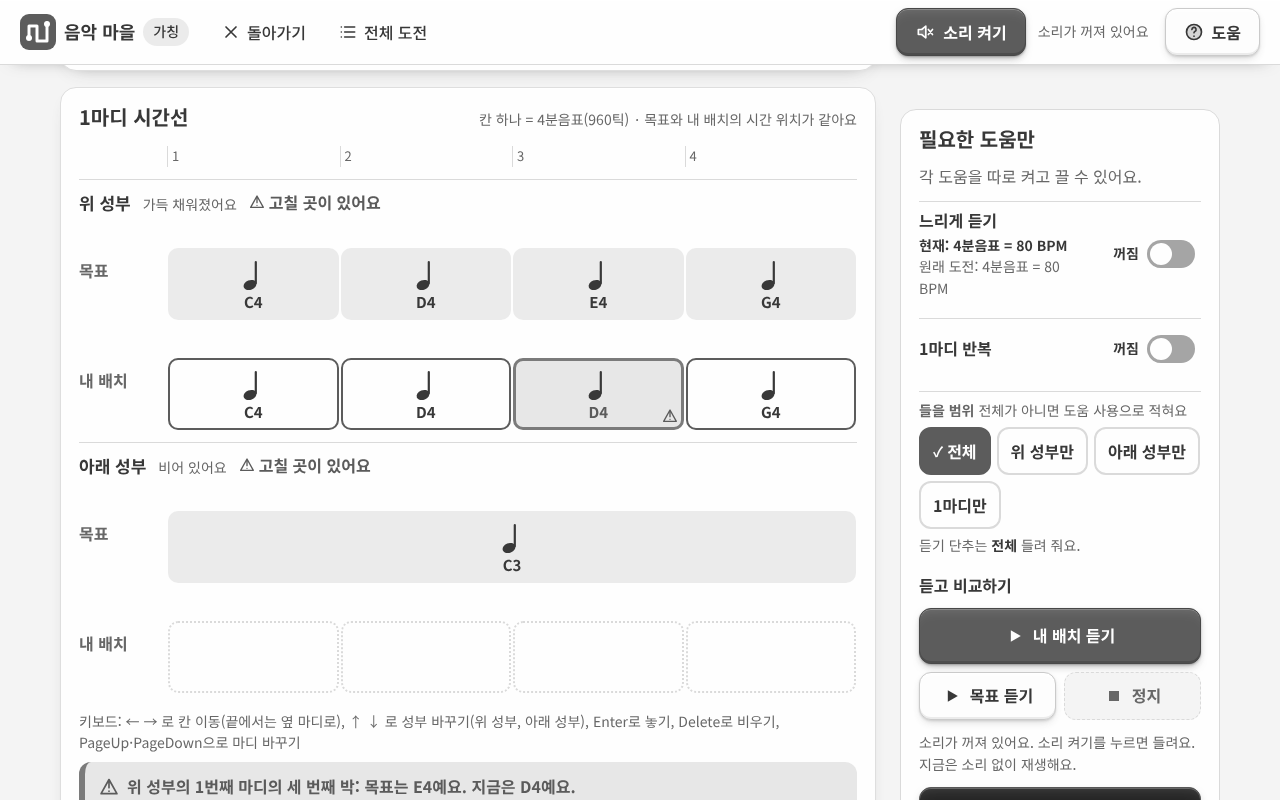 음악 마을 가칭 돌아가기 전체 도전 소리 켜기 소리가 꺼져 있어요 도움
1마디 시간선 칸 하나 = 4분음표(960틱) · 목표와 내 배치의 시간 위치가 같아요
1 2 3 4
위 성부 가득 채워졌어요 ⚠ 고칠 곳이 있어요
목표
C4 D4 E4 G4
내 배치
C4 D4 D4 ⚠ G4
아래 성부 비어 있어요 ⚠ 고칠 곳이 있어요
목표
C3
내 배치
키보드: ← → 로 칸 이동(끝에서는 옆 마디로), ↑ ↓ 로 성부 바꾸기(위 성부, 아래 성부), Enter로 놓기, Delete로 비우기,
PageUp·PageDown으로 마디 바꾸기
⚠ 위 성부의 1번째 마디의 세 번째 박: 목표는 E4예요. 지금은 D4예요.
필요한 도움만
각 도움을 따로 켜고 끌 수 있어요.
느리게 듣기
현재: 4분음표 = 80 BPM
원래 도전: 4분음표 = 80
BPM
꺼짐
1마디 반복 꺼짐
들을 범위 전체가 아니면 도움 사용으로 적혀요
✓ 전체 위 성부만 아래 성부만
1마디만
듣기 단추는 전체 들려 줘요.
듣고 비교하기
▶ 내 배치 듣기
▶ 목표 듣기 ■ 정지
소리가 꺼져 있어요. 소리 켜기를 누르면 들려요.
지금은 소리 없이 재생해요.